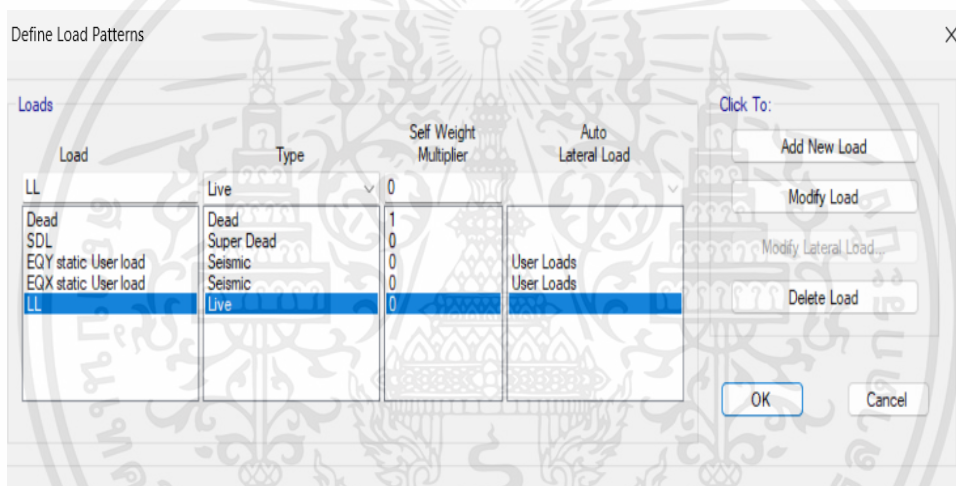 Define Load Patterns
Loads
Click To:
Load Type Self Weight Multiplier Auto Lateral Load
LL Live 0
Dead Dead 1
SDL Super Dead 0
EQY static User load Seismic 0 User Loads
EQX static User load Seismic 0 User Loads
LL Live 0
Add New Load
Modify Load
Modify Lateral Load...
Delete Load
OK Cancel